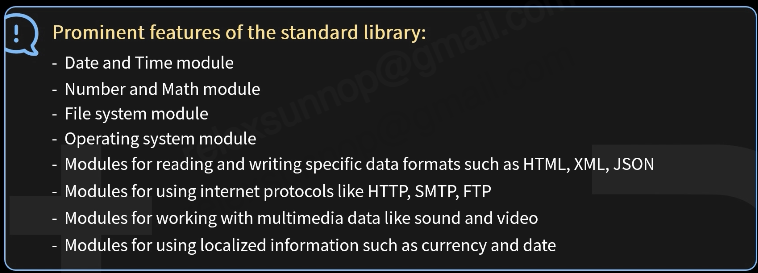 Prominent features of the standard library:
- Date and Time module
- Number and Math module
- File system module
- Operating system module
- Modules for reading and writing specific data formats such as HTML, XML, JSON
- Modules for using internet protocols like HTTP, SMTP, FTP
- Modules for working with multimedia data like sound and video
- Modules for using localized information such as currency and date